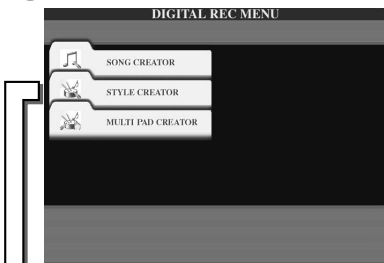 DIGITAL REC MENU
SONG CREATOR
STYLE CREATOR
MULTI PAD CREATOR